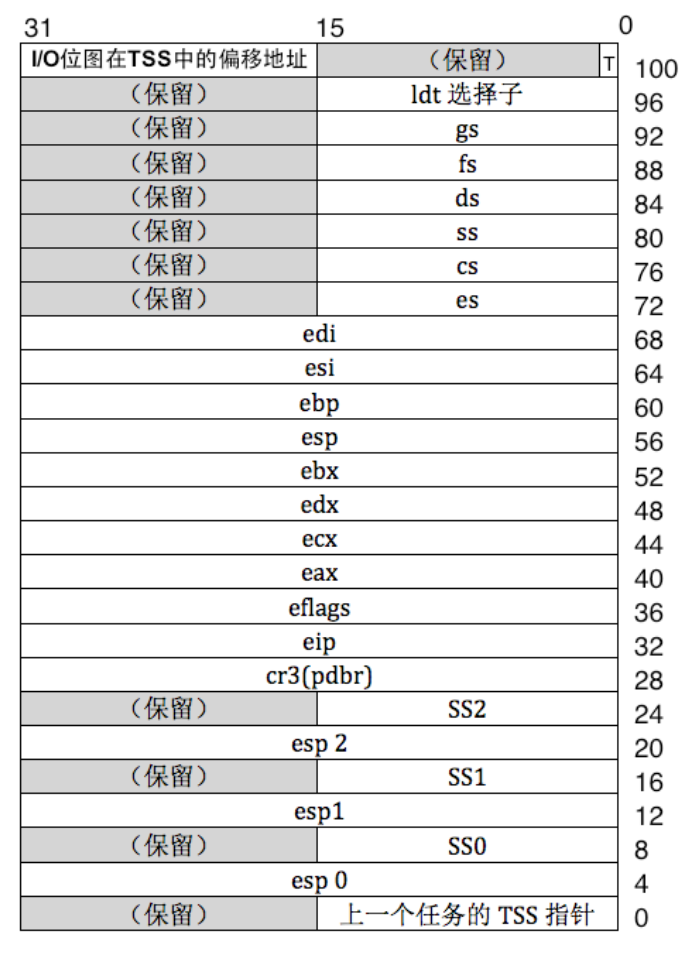 31 15 0
I/O位图在TSS中的偏移地址 （保留） T 100
（保留） ldt 选择子 96
（保留） gs 92
（保留） fs 88
（保留） ds 84
（保留） ss 80
（保留） cs 76
（保留） es 72
edi 68
esi 64
ebp 60
esp 56
ebx 52
edx 48
ecx 44
eax 40
eflags 36
eip 32
cr3(pdbr) 28
（保留） SS2 24
esp 2 20
（保留） SS1 16
esp1 12
（保留） SS0 8
esp 0 4
（保留） 上一个任务的 TSS 指针 0